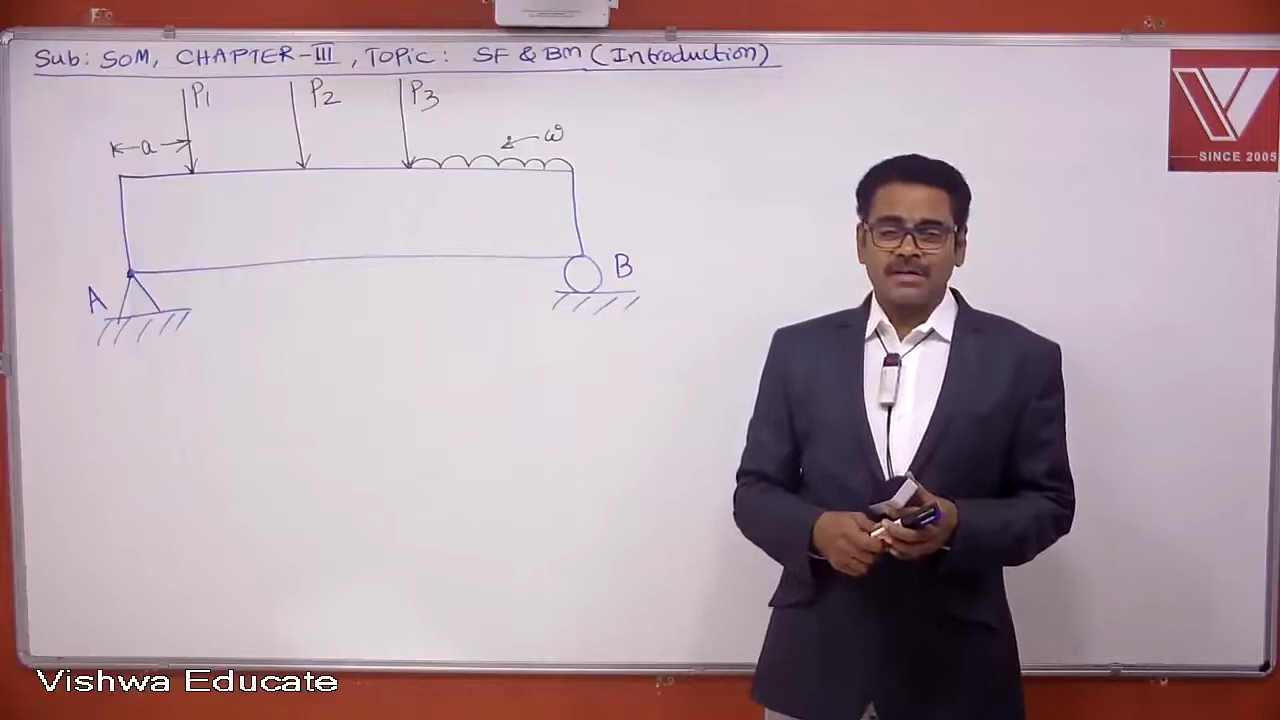 Sub: SOM, CHAPTER-III, TOPiC: SF & BM (Introduction)
P1 P2 P3
a
ω
A
B
V
SINCE 2005
Vishwa Educate